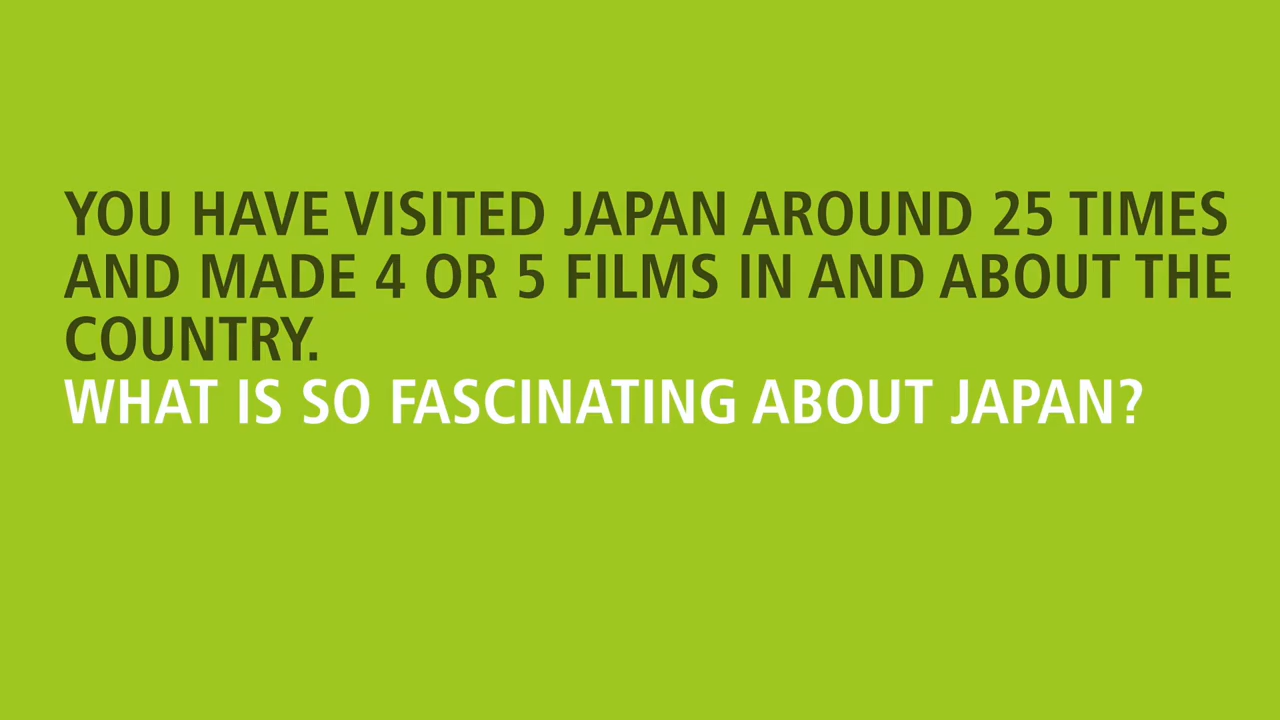 YOU HAVE VISITED JAPAN AROUND 25 TIMES
AND MADE 4 OR 5 FILMS IN AND ABOUT THE
COUNTRY.
WHAT IS SO FASCINATING ABOUT JAPAN?